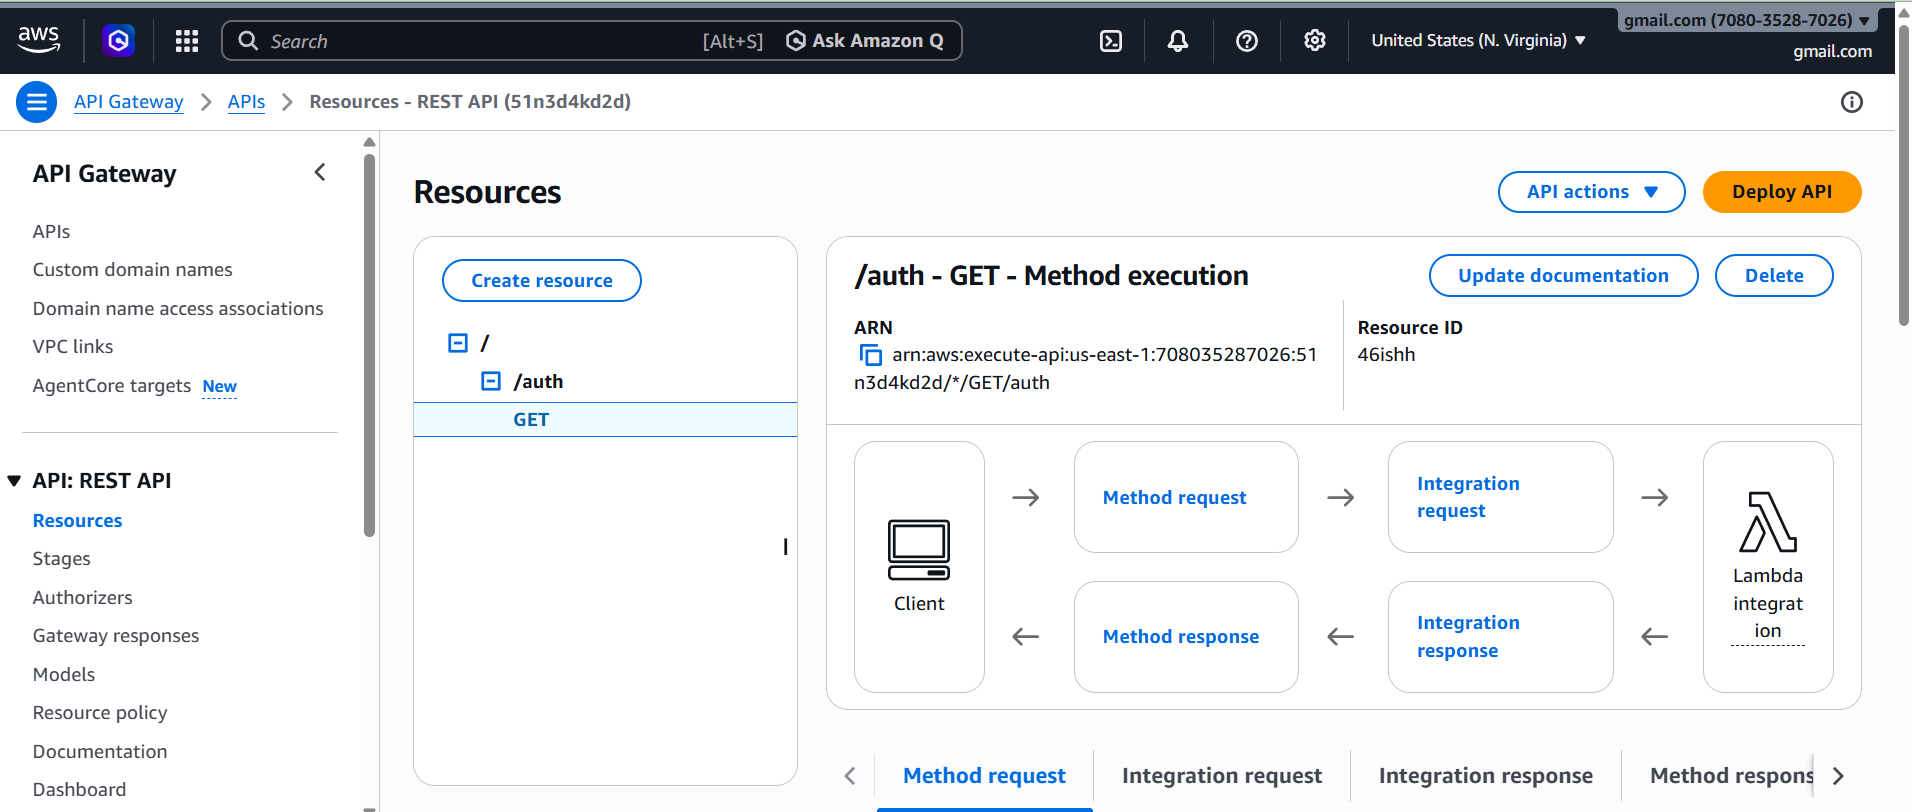 aws
Search [Alt+S] Ask Amazon Q
United States (N. Virginia)
gmail.com (7080-3528-7026)
gmail.com
API Gateway APIs Resources - REST API (51n3d4kd2d)
API Gateway
APIs
Custom domain names
Domain name access associations
VPC links
AgentCore targets New
API: REST API
Resources
Stages
Authorizers
Gateway responses
Models
Resource policy
Documentation
Dashboard
Resources
API actions
Deploy API
Create resource
/
/auth
GET
/auth - GET - Method execution
Update documentation
Delete
ARN
arn:aws:execute-api:us-east-1:708035287026:51
n3d4kd2d/*/GET/auth
Resource ID
46ishh
Client
Method request
Integration
request
Method response
Integration
response
Lambda
integrat
ion
Method request
Integration request
Integration response
Method respons